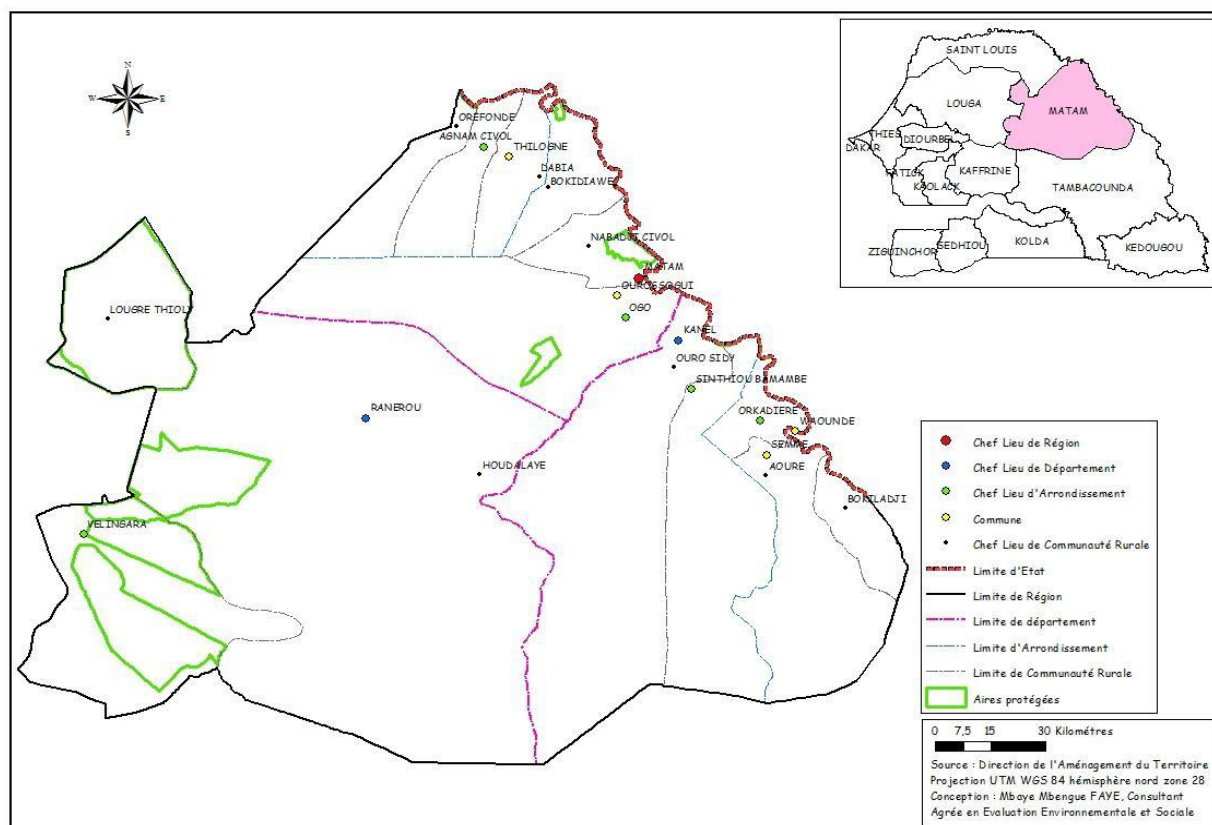 N
W
E
S
OREFONDE
AGNAM CIVOL
THILOGNE
DABIA
BOKIDIAWE
NABADJI CIVOL
MATAM
OUROSSOGUI
OGO
LOUGRE THIOLY
KANEL
OURO SIDY
SINTHIOU BAMAMBE
RANEROU
ORKADIERE
WAOUNDE
SEMME
AOURE
HOUDALAYE
BOKILADJI
VELINGARA
SAINT LOUIS
LOUGA
MATAM
THIES
DIOURBEL
DAKAR
FATICK
KAOLACK
KAFFRINE
TAMBACOUNDA
ZIGUINCHOR
SEDHIOU
KOLDA
KEDOUGOU
Chef Lieu de Région
Chef Lieu de Département
Chef Lieu d'Arrondissement
Commune
Chef Lieu de Communauté Rurale
Limite d'Etat
Limite de Région
Limite de département
Limite d'Arrondissement
Limite de Communauté Rurale
Aires protégées
0 7,5 15 30 Kilométres
Source : Direction de l'Aménagement du Territoire
Projection UTM WGS 84 hémisphère nord zone 28
Conception : Mbaye Mbengue FAYE, Consultant
Agrée en Evaluation Environnementale et Sociale